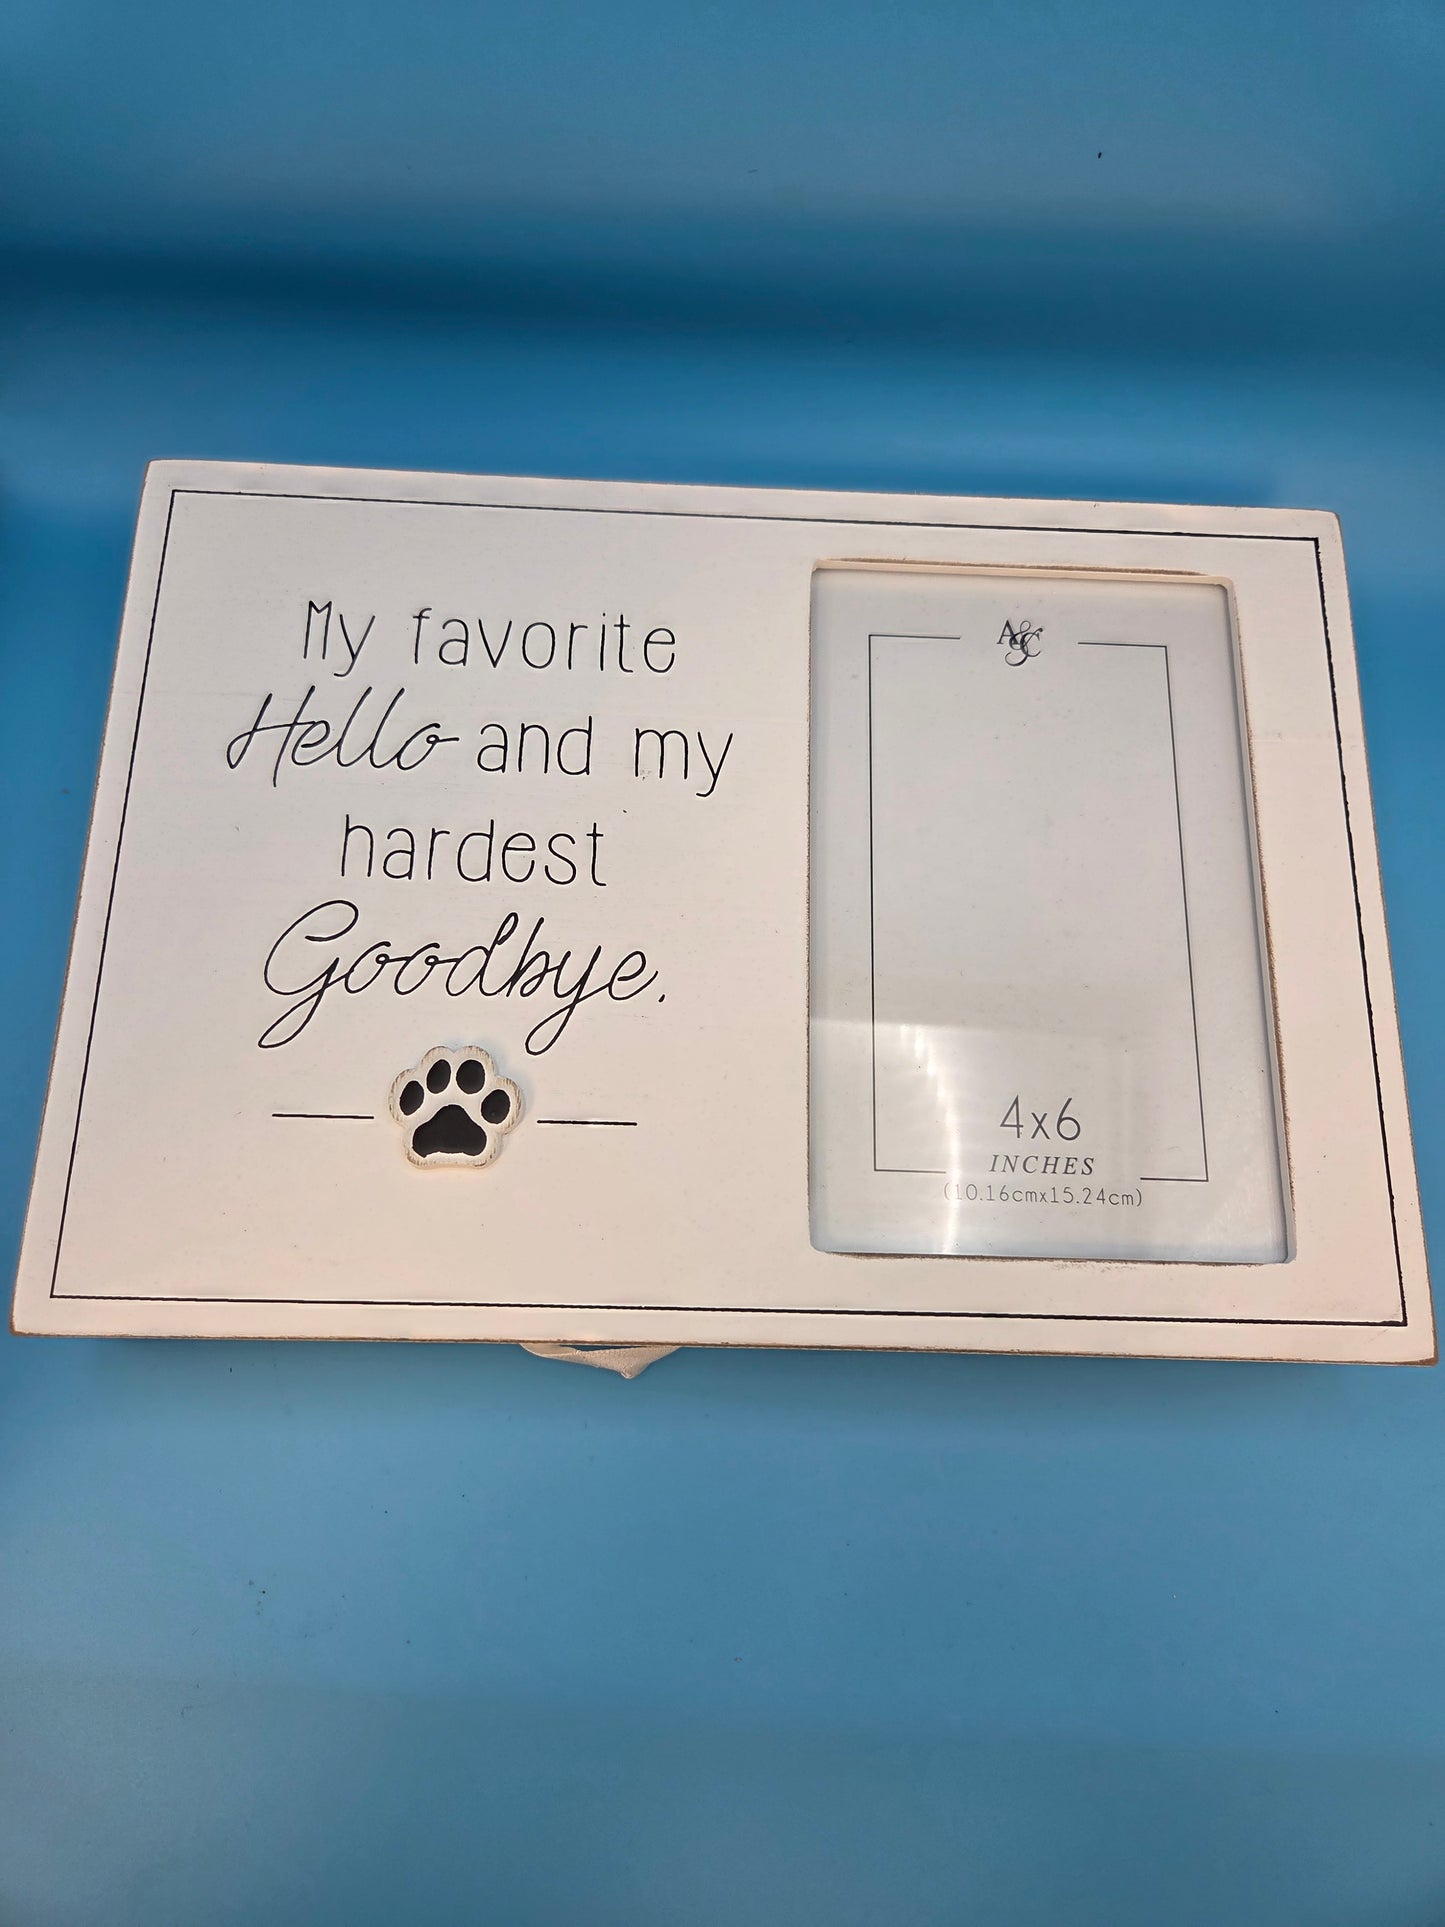 My favorite
Hello and my
hardest
Goodbye.
A&C
4x6
INCHES
(10.16cmx15.24cm)